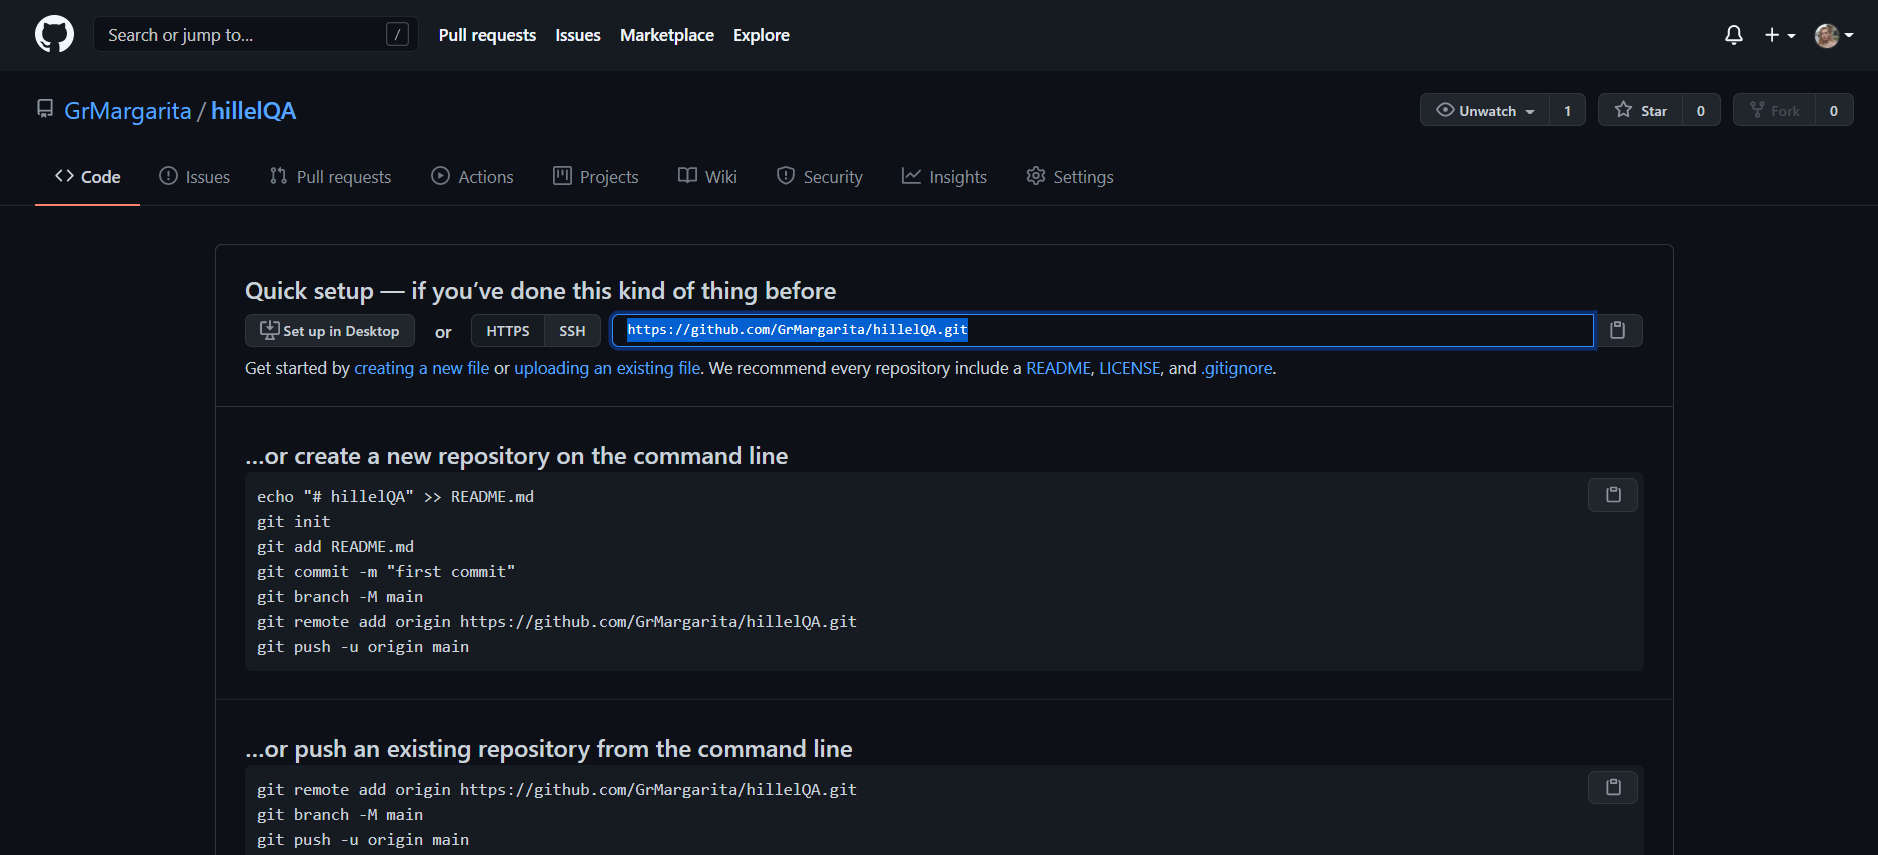 Search or jump to... /
Pull requests Issues Marketplace Explore
GrMargarita / hillelQA
Unwatch 1 Star 0 Fork 0
Code Issues Pull requests Actions Projects Wiki Security Insights Settings
Quick setup — if you’ve done this kind of thing before
Set up in Desktop or HTTPS SSH https://github.com/GrMargarita/hillelQA.git
Get started by creating a new file or uploading an existing file. We recommend every repository include a README, LICENSE, and .gitignore.
…or create a new repository on the command line
echo "# hillelQA" >> README.md
git init
git add README.md
git commit -m "first commit"
git branch -M main
git remote add origin https://github.com/GrMargarita/hillelQA.git
git push -u origin main
…or push an existing repository from the command line
git remote add origin https://github.com/GrMargarita/hillelQA.git
git branch -M main
git push -u origin main